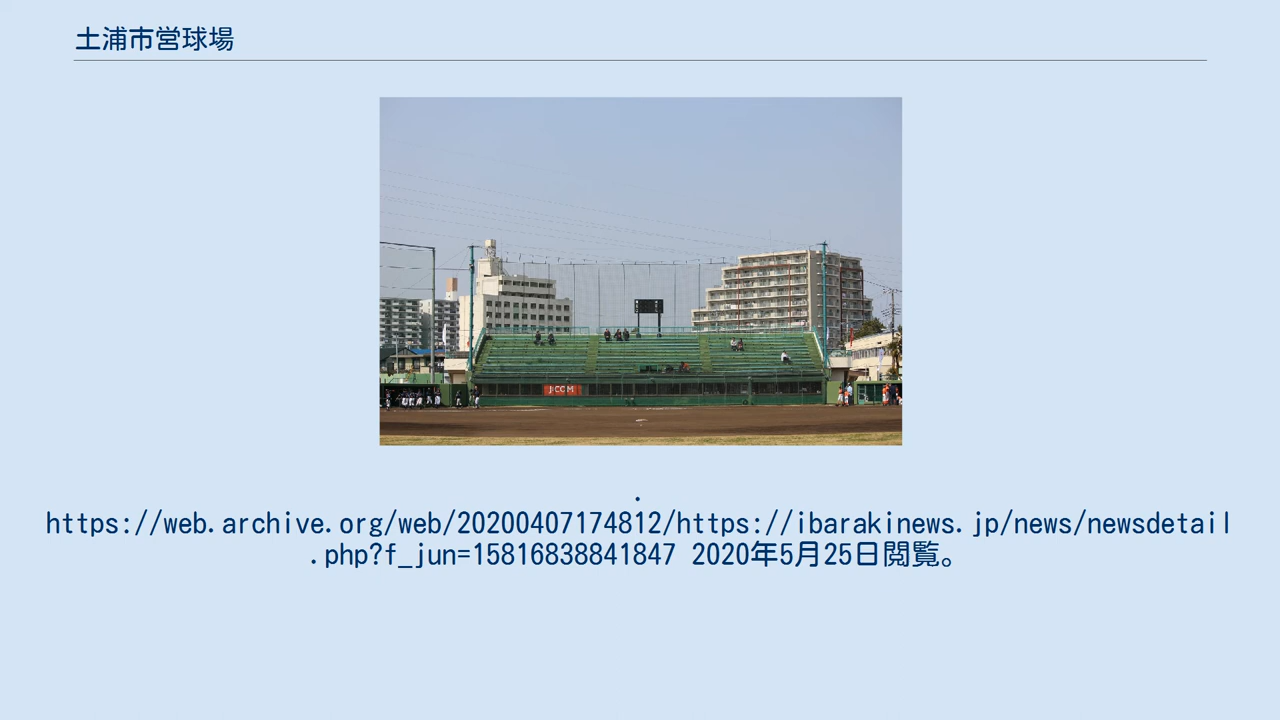 土浦市営球場
J:COM
.
https://web.archive.org/web/20200407174812/https://ibarakinews.jp/news/newsdetail
.php?f_jun=15816838841847 2020年5月25日閲覧。